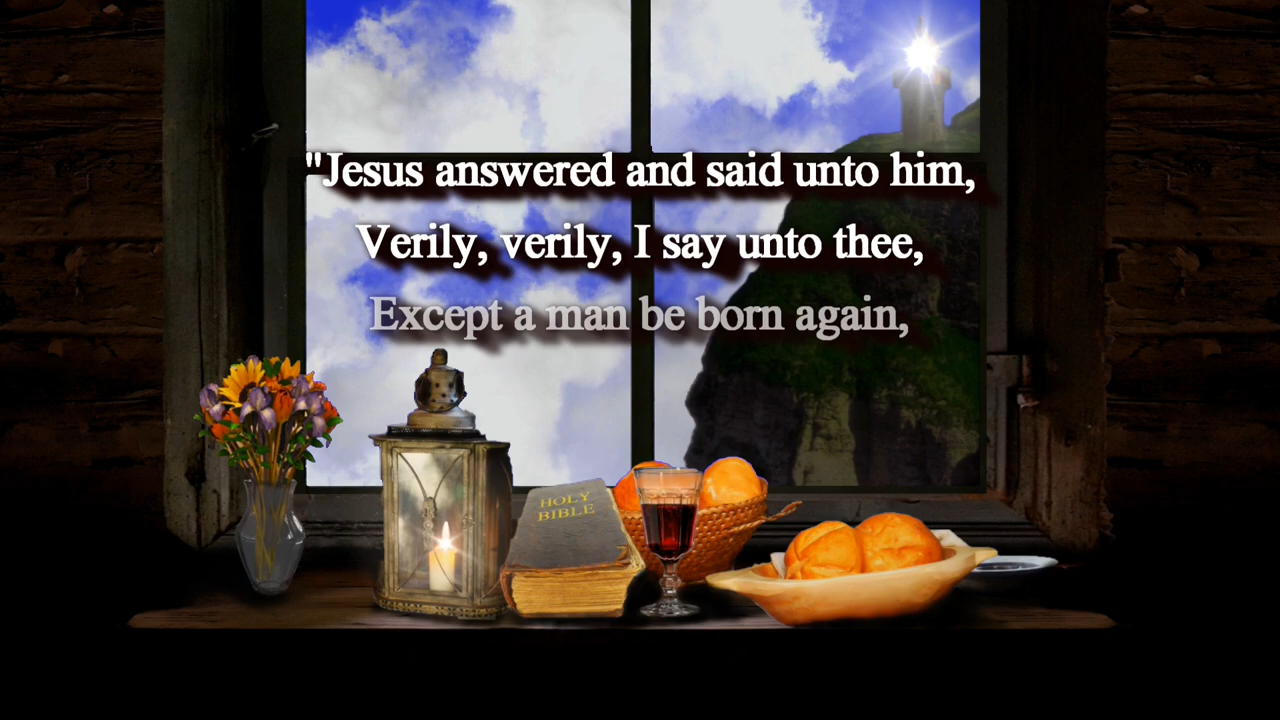 "Jesus answered and said unto him,
Verily, verily, I say unto thee,
Except a man be born again,
HOLY
BIBLE